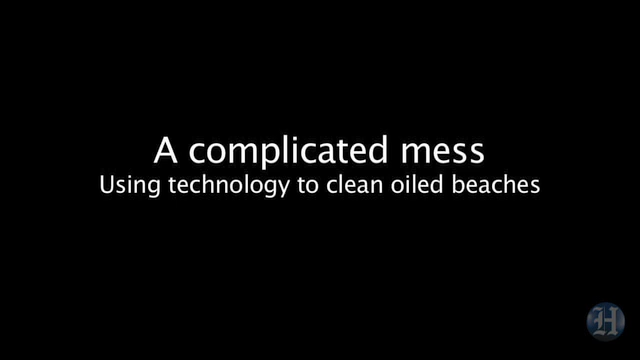 A complicated mess
Using technology to clean oiled beaches
H